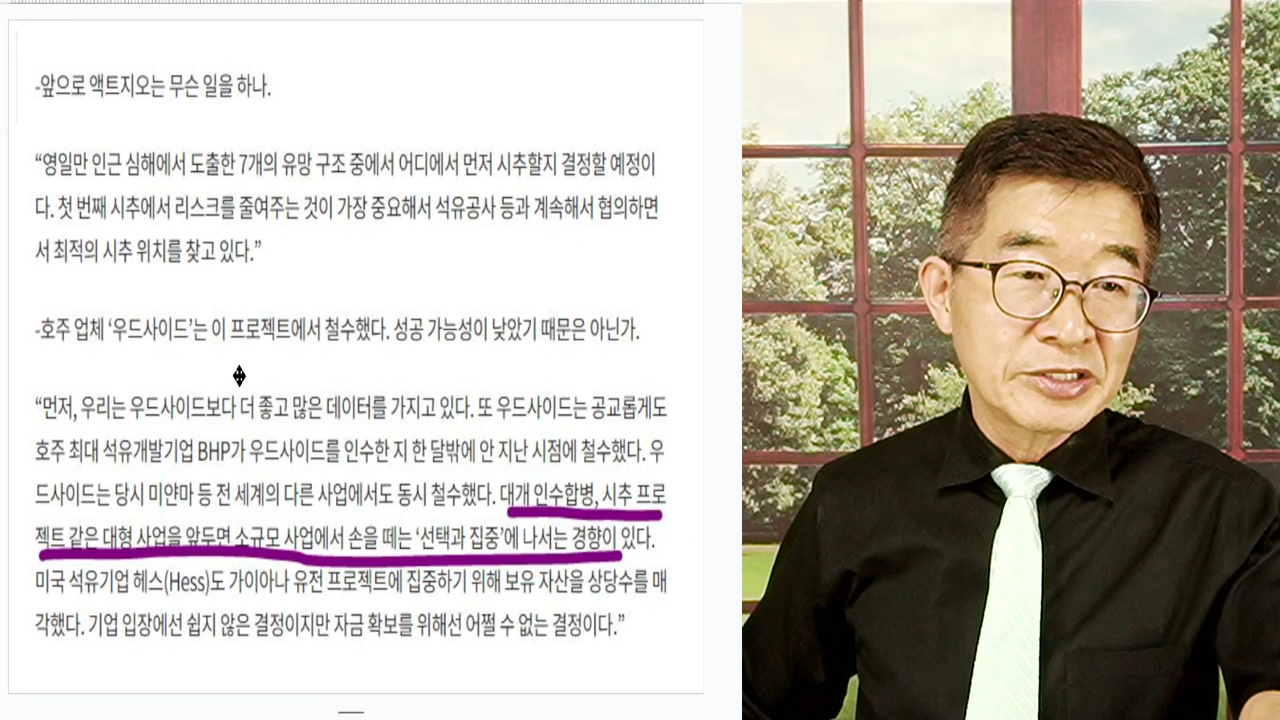 -앞으로 액트지오는 무슨 일을 하나.
“영일만 인근 심해에서 도출한 7개의 유망 구조 중에서 어디에서 먼저 시추할지 결정할 예정이
다. 첫 번째 시추에서 리스크를 줄여주는 것이 가장 중요해서 석유공사 등과 계속해서 협의하면
서 최적의 시추 위치를 찾고 있다.”
-호주 업체 ‘우드사이드’는 이 프로젝트에서 철수했다. 성공 가능성이 낮았기 때문은 아닌가.
“먼저, 우리는 우드사이드보다 더 좋고 많은 데이터를 가지고 있다. 또 우드사이드는 공교롭게도
호주 최대 석유개발기업 BHP가 우드사이드를 인수한 지 한 달밖에 안 지난 시점에 철수했다. 우
드사이드는 당시 미얀마 등 전 세계의 다른 사업에서도 동시 철수했다. 대개 인수합병, 시추 프로
젝트 같은 대형 사업을 앞두면 소규모 사업에서 손을 떼는 ‘선택과 집중’에 나서는 경향이 있다.
미국 석유기업 헤스(Hess)도 가이아나 유전 프로젝트에 집중하기 위해 보유 자산을 상당수를 매
각했다. 기업 입장에선 쉽지 않은 결정이지만 자금 확보를 위해선 어쩔 수 없는 결정이다.”